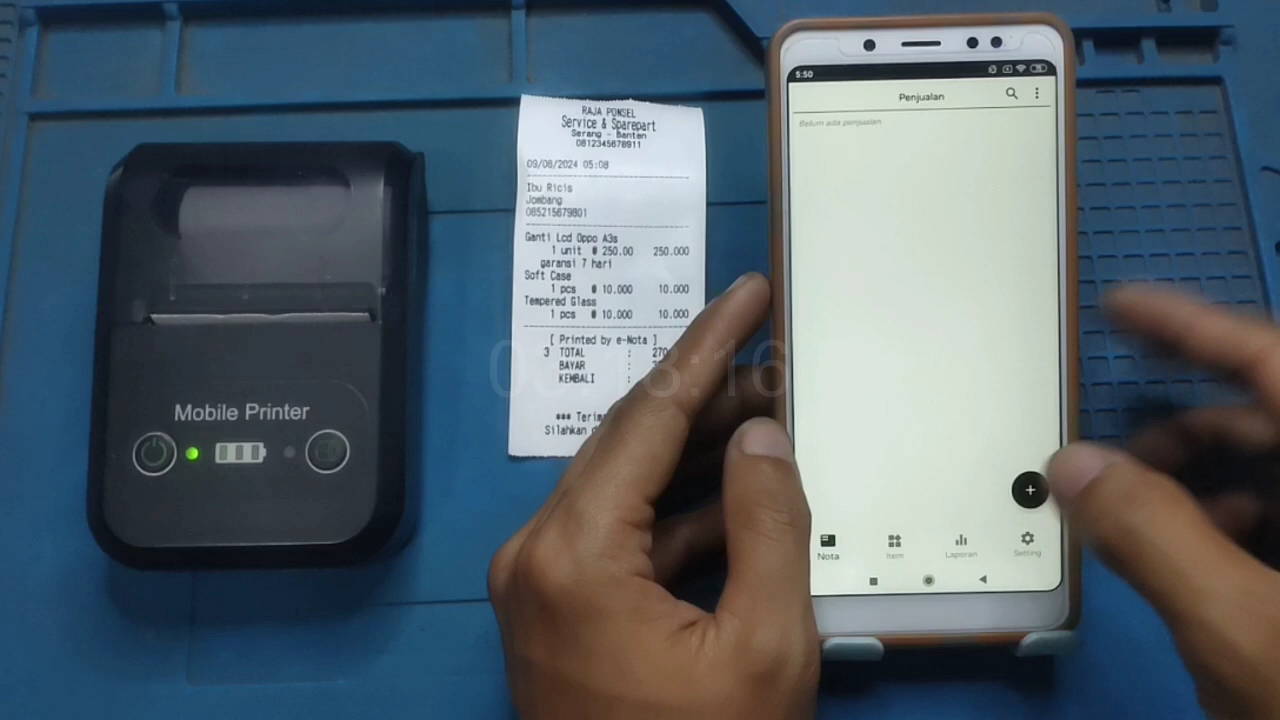 RAJA PONSEL
Service & Sparepart
Serang - Banten
0812345678911
09/08/2024 05:08
Ibu Ricis
Jombang
085215679801
Ganti Lcd Oppo A3s
1 unit @ 250.00 250.000
garansi 7 hari
Soft Case
1 pcs @ 10.000 10.000
Tempered Glass
1 pcs @ 10.000 10.000
[ Printed by e-Nota ]
3 TOTAL : 270
BAYAR :
KEMBALI :
***
Silahkan
Mobile Printer
5:50
Penjualan
Belum ada penjualan
+
Nota Item Laporan Setting